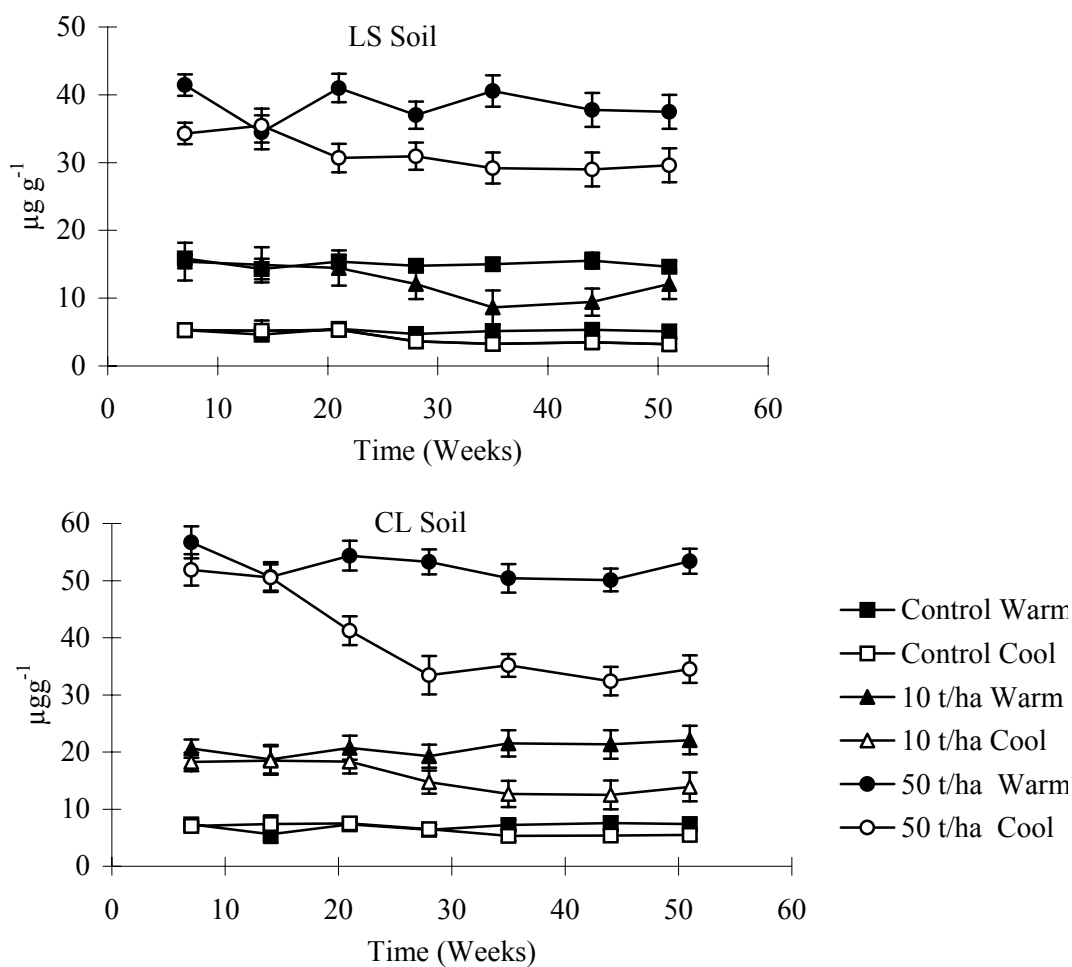 LS Soil
50
40
30
20
10
0
µg g⁻¹
0 10 20 30 40 50 60
Time (Weeks)
CL Soil
60
50
40
30
20
10
0
µgg⁻¹
0 10 20 30 40 50 60
Time (Weeks)
Control Warm
Control Cool
10 t/ha Warm
10 t/ha Cool
50 t/ha Warm
50 t/ha Cool